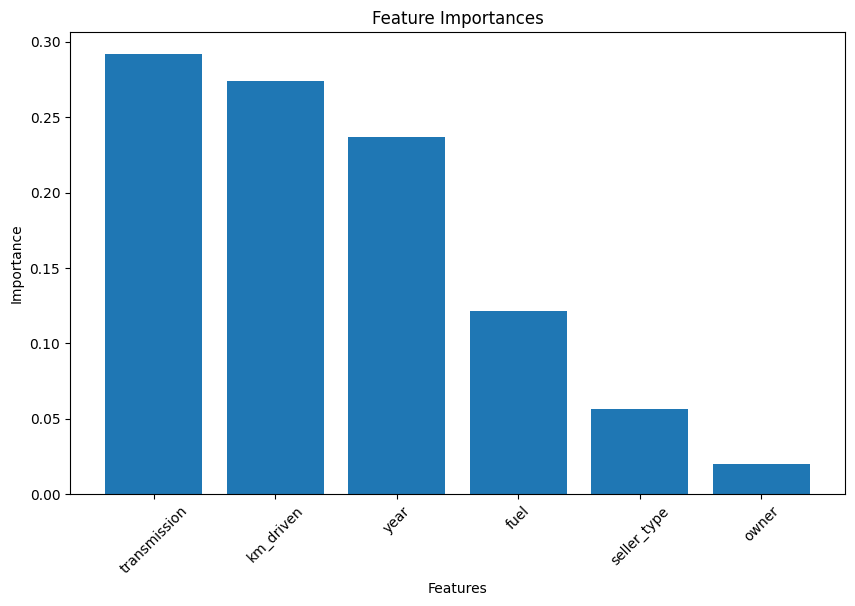 Feature Importances
0.30
0.25
0.20
0.15
0.10
0.05
0.00
Importance
transmission
km_driven
year
fuel
seller_type
owner
Features